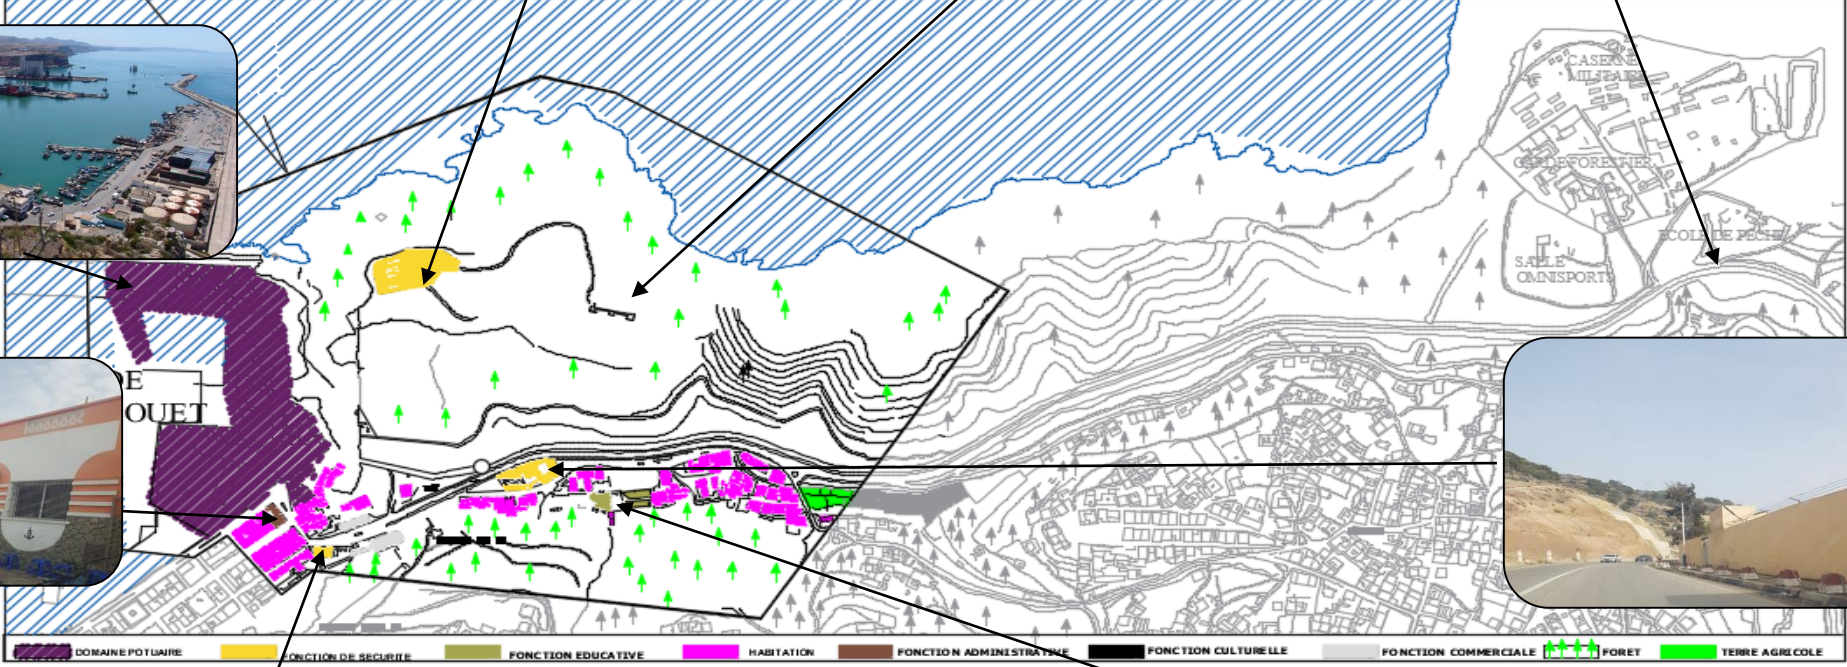 CASERNE
MILITAIRE
GARDE FORESTIER
ECOLE DE PECHE
SALLE
OMNISPORTS
DE
OUET
DOMAINE POTUAIRE
FONCTION DE SECURITE
FONCTION EDUCATIVE
HABITATION
FONCTION ADMINISTRATIVE
FONCTION CULTURELLE
FONCTION COMMERCIALE
FORET
TERRE AGRICOLE